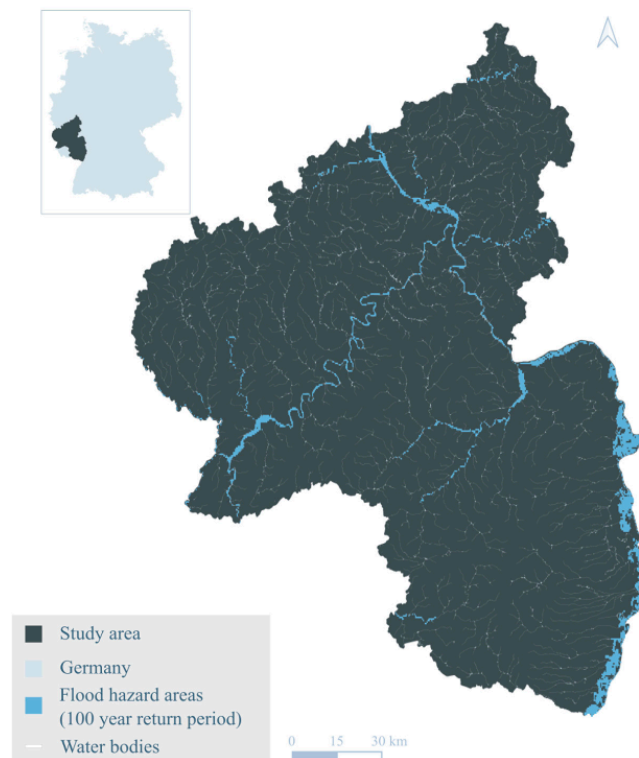 Study area
Germany
Flood hazard areas
(100 year return period)
Water bodies
0 15 30 km